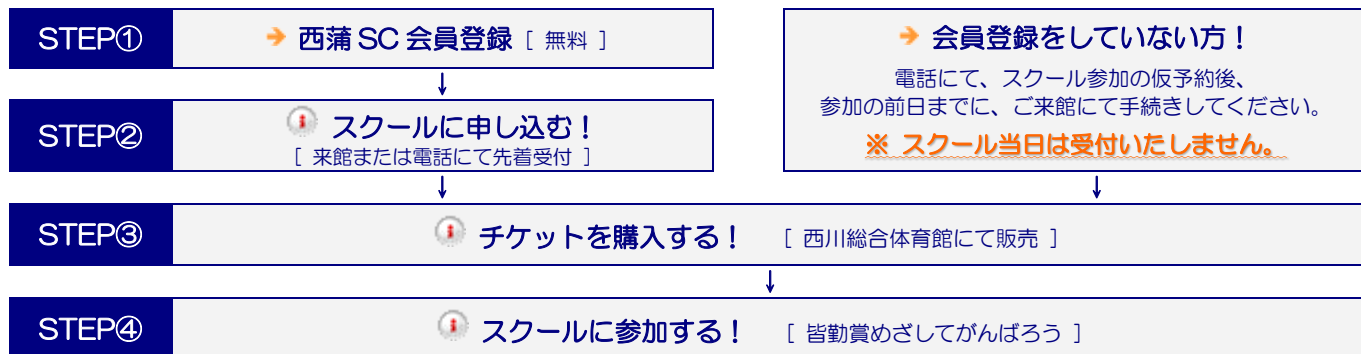 STEP①
西蒲 SC 会員登録 [ 無料 ]
↓
STEP②
スクールに申し込む！
[ 来館または電話にて先着受付 ]
↓
会員登録をしていない方！
電話にて、スクール参加の仮予約後、
参加の前日までに、ご来館にて手続きしてください。
※ スクール当日は受付いたしません。
↓
STEP③
チケットを購入する！ [ 西川総合体育館にて販売 ]
↓
STEP④
スクールに参加する！ [ 皆勤賞めざしてがんばろう ]